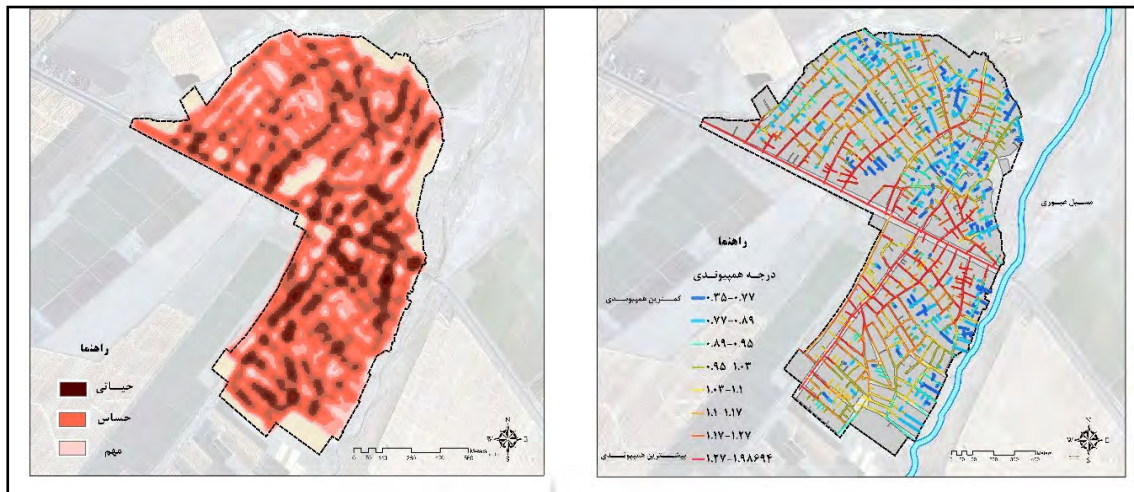 راهنما
حیاتی
حساس
مهم
N
S
E
Meters
مسیل عبوری
راهنما
درجه همپیوندی
کمترین همپیوندی
۰.۳۵-۰.۷۷
۰.۷۷-۰.۸۹
۰.۸۹-۰.۹۵
۰.۹۵ ۱.۰۳
۱.۰۳-۱.۱
۱.۱ ۱.۱۷
۱.۱۷-۱.۲۷
بیشترین همپیوندی
۱.۲۷-۱.۹۸۶۹۴
N
W
E
S